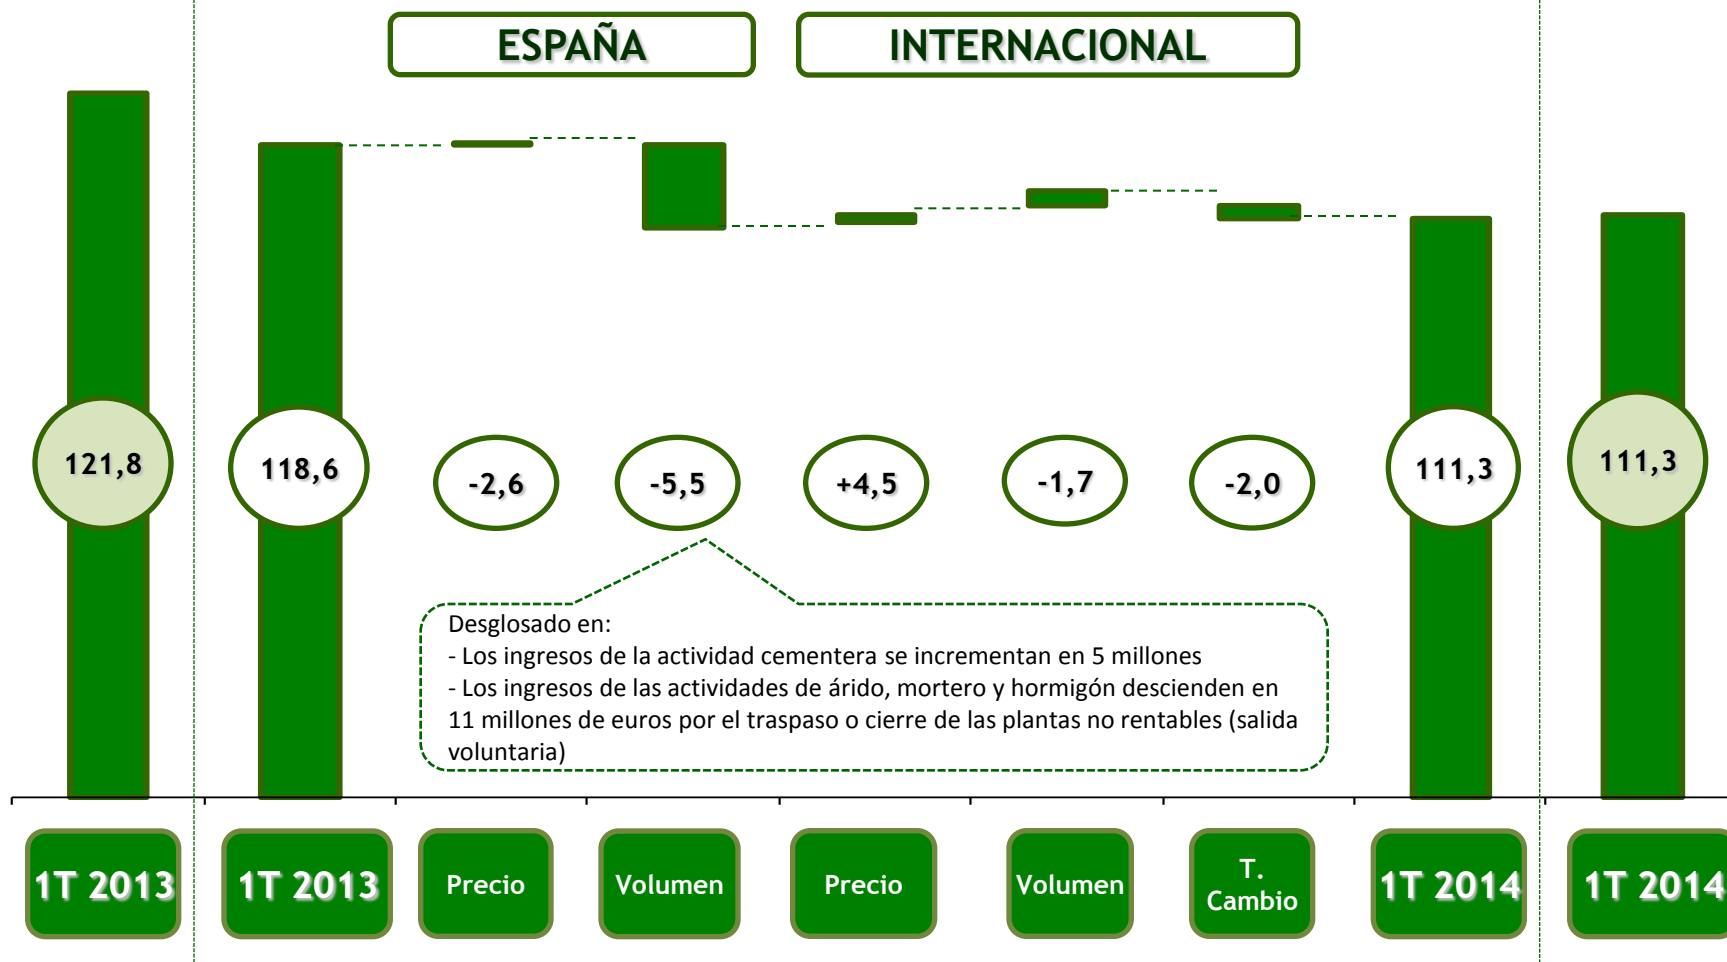 ESPAÑA
INTERNACIONAL
121,8
118,6
-2,6
-5,5
+4,5
-1,7
-2,0
111,3
111,3
Desglosado en:
- Los ingresos de la actividad cementera se incrementan en 5 millones
- Los ingresos de las actividades de árido, mortero y hormigón descienden en
11 millones de euros por el traspaso o cierre de las plantas no rentables (salida
voluntaria)
1T 2013
1T 2013
Precio
Volumen
Precio
Volumen
T.
Cambio
1T 2014
1T 2014